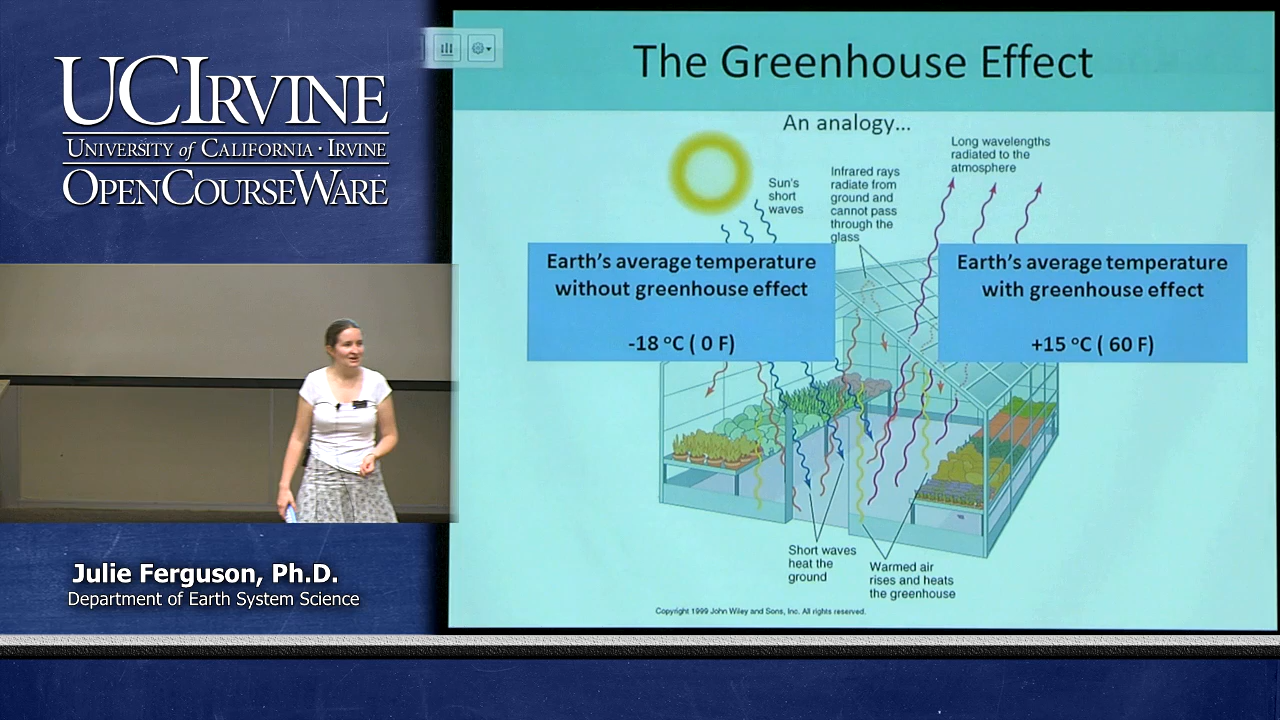 UCIRVINE
UNIVERSITY of CALIFORNIA · IRVINE
OPENCOURSEWARE
Julie Ferguson, Ph.D.
Department of Earth System Science
The Greenhouse Effect
An analogy...
Sun's
short
waves
Infrared rays
radiate from
ground and
cannot pass
through the
glass
Long wavelengths
radiated to the
atmosphere
Earth's average temperature
without greenhouse effect
-18 °C ( 0 F)
Earth's average temperature
with greenhouse effect
+15 °C ( 60 F)
Short waves
heat the
ground
Warmed air
rises and heats
the greenhouse
Copyright 1999 John Wiley and Sons, Inc. All rights reserved.